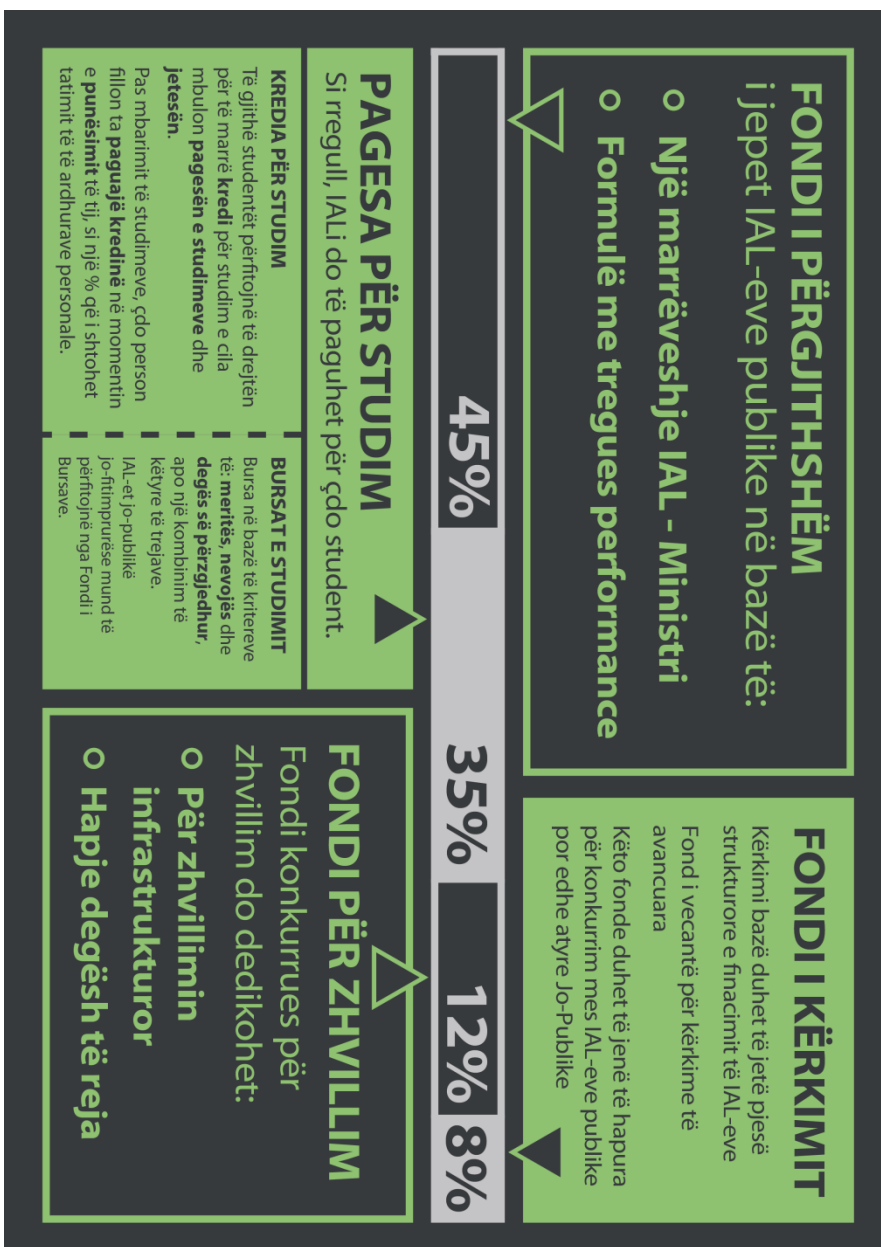 FONDI I PËRGJITHSHËM
i jepet IAL-eve publike në bazë të:
o Një marrëveshje IAL - Ministri
o Formulë me tregues performance
FONDI I KËRKIMIT
Kërkimi bazë duhet të jetë pjesë
strukturore e finacimit të IAL-eve
Fond i vecantë për kërkime të
avancuara
Këto fonde duhet të jenë të hapura
për konkurrim mes IAL-eve publike
por edhe atyre Jo-Publike
45%
35%
12%
8%
PAGESA PËR STUDIM
Si rregull, IALi do të paguhet për çdo student.
KREDIA PËR STUDIM
Të gjithë studentët përfitojnë të drejtën
për të marrë kredi për studim e cila
mbulon pagesën e studimeve dhe
jetesën.
Pas mbarimit të studimeve, çdo person
fillon ta paguajë kredinë në momentin
e punësimit të tij, si një % që i shtohet
tatimit të të ardhurave personale.
BURSAT E STUDIMIT
Bursa në bazë të kritereve
të: meritës, nevojës dhe
degës së përzgjedhur,
apo një kombinim të
këtyre të trejave.
IAL-et jo-publikë
jo-fitimprurëse mund të
përfitojnë nga Fondi i
Bursave.
FONDI PËR ZHVILLIM
Fondi konkurrues për
zhvillim do dedikohet:
o Për zhvillimin
infrastrukturor
o Hapje degësh të reja